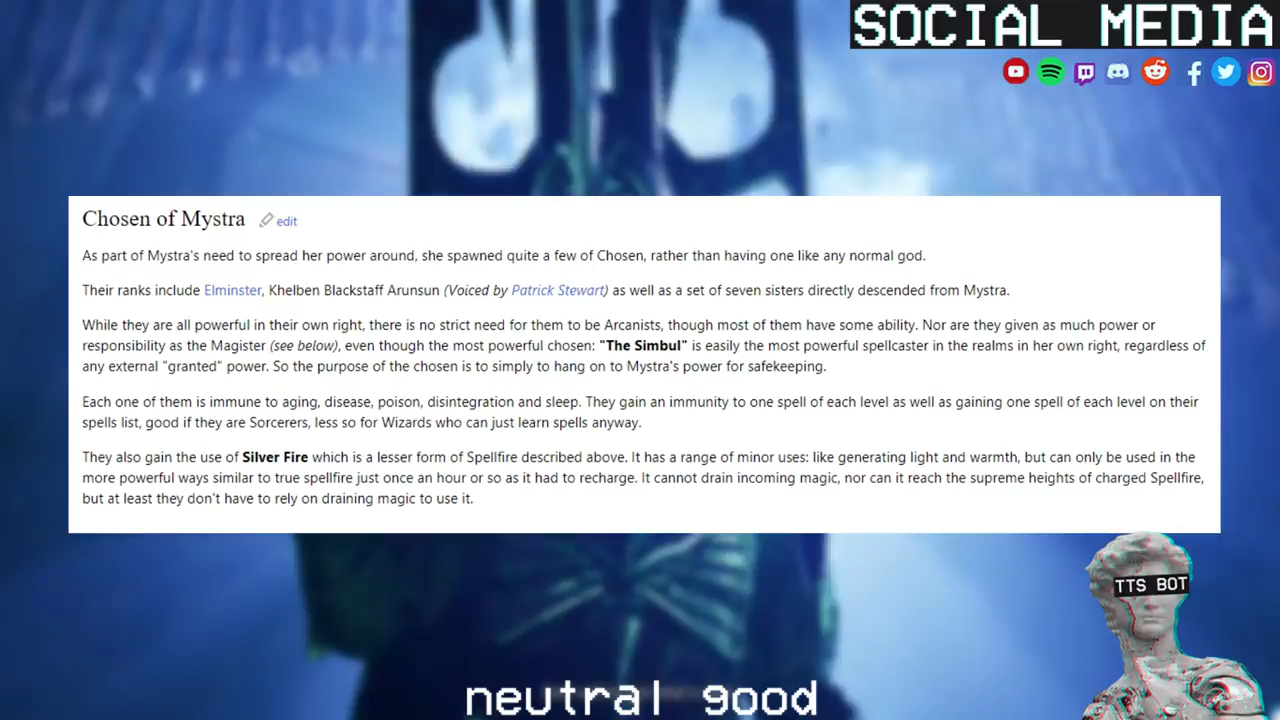 SOCIAL MEDIA
Chosen of Mystra edit
As part of Mystra's need to spread her power around, she spawned quite a few of Chosen, rather than having one like any normal god.
Their ranks include Elminster, Khelben Blackstaff Arunsun (Voiced by Patrick Stewart) as well as a set of seven sisters directly descended from Mystra.
While they are all powerful in their own right, there is no strict need for them to be Arcanists, though most of them have some ability. Nor are they given as much power or
responsibility as the Magister (see below), even though the most powerful chosen: "The Simbul" is easily the most powerful spellcaster in the realms in her own right, regardless of
any external "granted" power. So the purpose of the chosen is to simply to hang on to Mystra's power for safekeeping.
Each one of them is immune to aging, disease, poison, disintegration and sleep. They gain an immunity to one spell of each level as well as gaining one spell of each level on their
spells list, good if they are Sorcerers, less so for Wizards who can just learn spells anyway.
They also gain the use of Silver Fire which is a lesser form of Spellfire described above. It has a range of minor uses: like generating light and warmth, but can only be used in the
more powerful ways similar to true spellfire just once an hour or so as it had to recharge. It cannot drain incoming magic, nor can it reach the supreme heights of charged Spellfire,
but at least they don't have to rely on draining magic to use it.
TTS BOT
neutral good